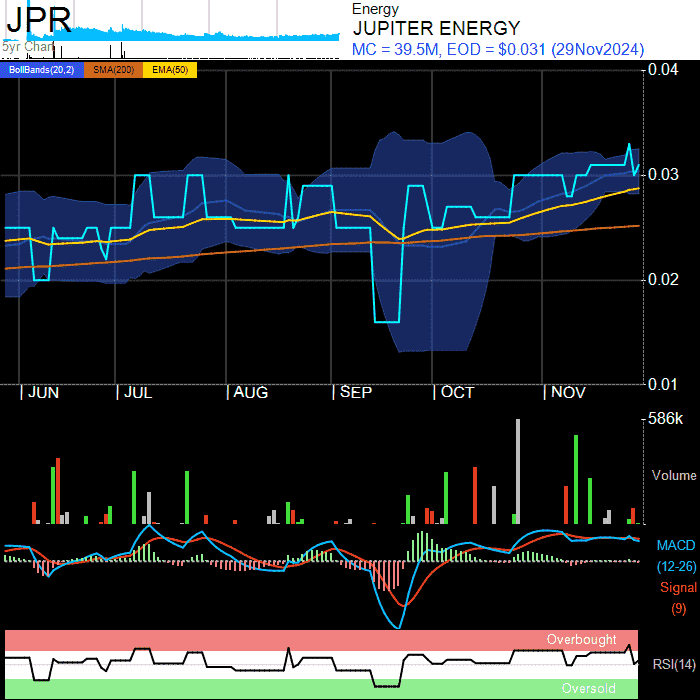 JPR
5yr Chart
Energy
JUPITER ENERGY
MC = 39.5M, EOD = $0.031 (29Nov2024)
BollBands(20,2) SMA(200) EMA(50)
0.04
0.03
0.02
0.01
JUN JUL AUG SEP OCT NOV
586k
Volume
MACD
(12-26)
Signal
(9)
Overbought
RSI(14)
Oversold